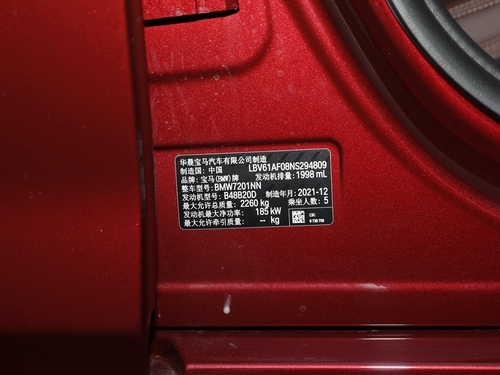 华晨宝马汽车有限公司制造
制造国: 中国 LBV61AF08NS294809
品牌: 宝马(BMW)牌 发动机排量: 1998 mL
整车型号: BMW7201NN
发动机型号: B48B20D 制造年月: 2021-12
最大允许总质量: 2260 kg 乘坐人数: 5
发动机最大净功率: 185 kW
最大允许牵引质量: -- kg